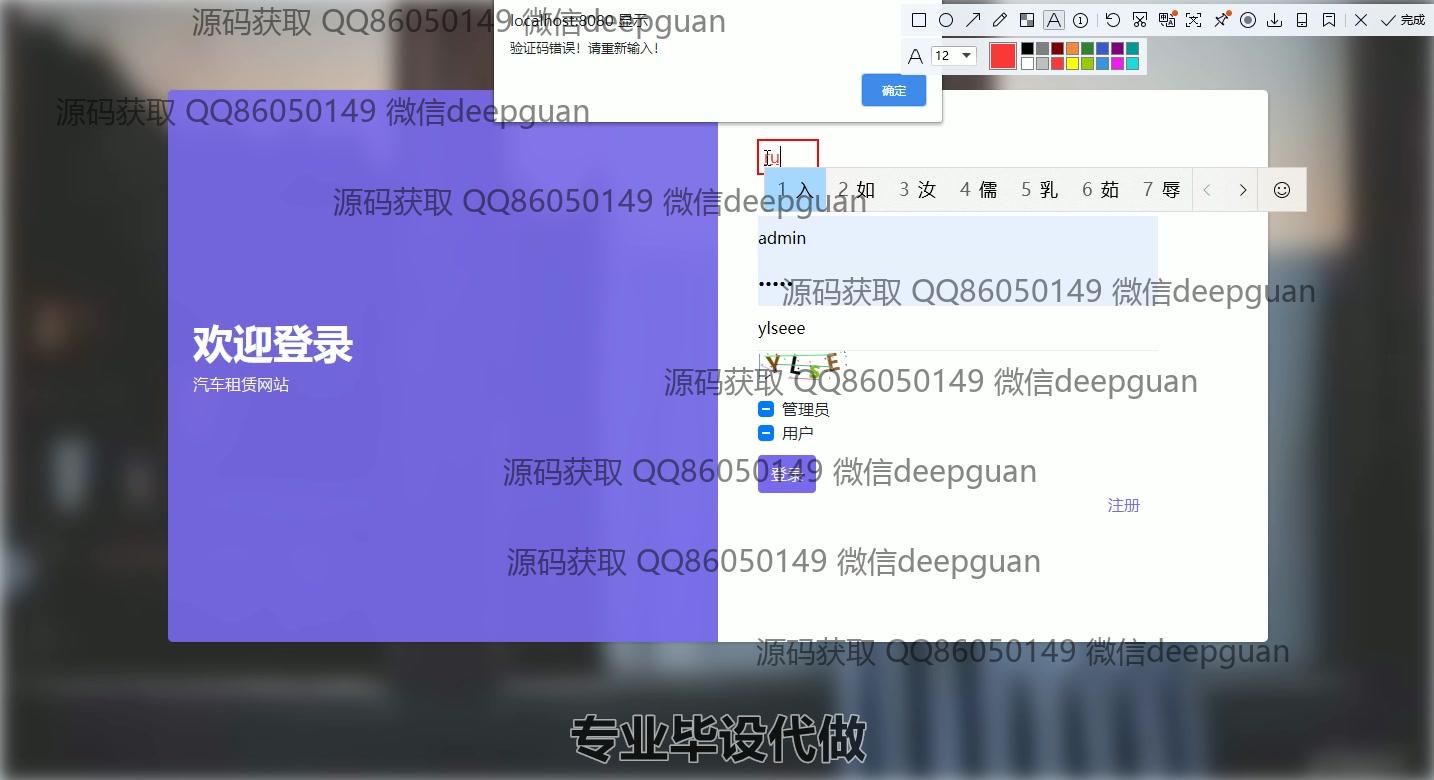 源码获取 QQ86050149 微信deepguan
localhost:8080 显示
验证码错误！请重新输入！
确定
完成
A 12
源码获取 QQ86050149 微信deepguan
ru
1 入 2 如 3 汝 4 儒 5 乳 6 茹 7 辱
源码获取 QQ86050149 微信deepguan
admin
源码获取 QQ86050149 微信deepguan
ylseee
欢迎登录
汽车租赁网站
YLSE
源码获取 QQ86050149 微信deepguan
管理员
用户
登录
源码获取 QQ86050149 微信deepguan
注册
源码获取 QQ86050149 微信deepguan
源码获取 QQ86050149 微信deepguan
专业毕设代做